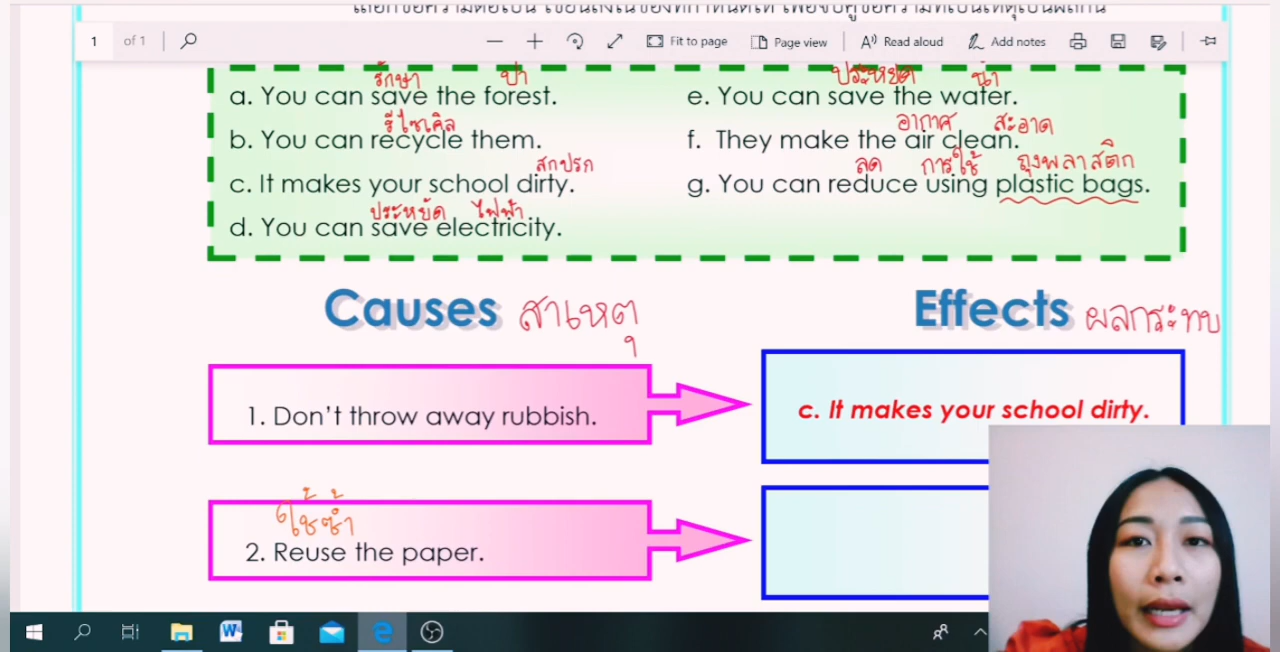 1 of 1 Fit to page Page view Read aloud Add notes
รักษา ป่า
a. You can save the forest.
รีไซเคิล
b. You can recycle them.
สกปรก
c. It makes your school dirty.
ประหยัด ไฟฟ้า
d. You can save electricity.
ประหยัด น้ำ
e. You can save the water.
อากาศ สะอาด
f. They make the air clean.
ลด การใช้ ถุงพลาสติก
g. You can reduce using plastic bags.
Causes สาเหตุ
Effects ผลกระทบ
1. Don't throw away rubbish.
c. It makes your school dirty.
ใช้ซ้ำ
2. Reuse the paper.